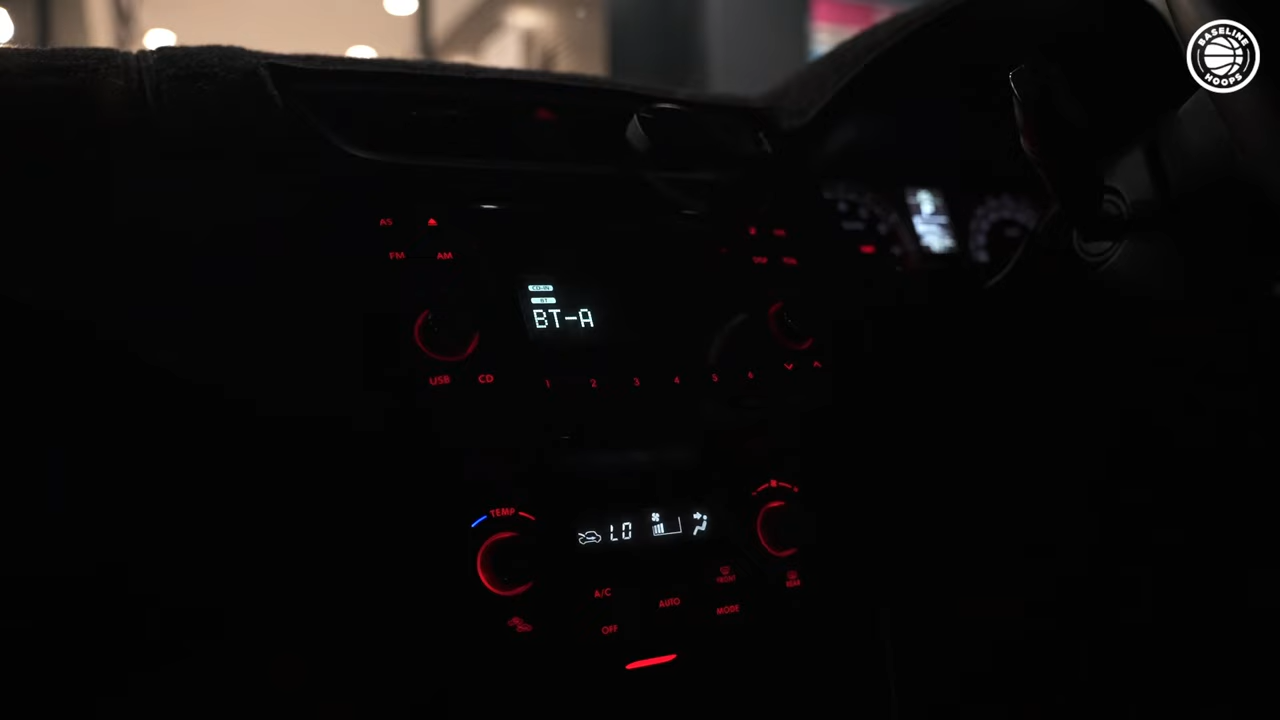 BASELINE
HOOPS
AS
FM AM
CD-IN
BT
BT-A
DISP
USB CD 1 2 3 4 5 6
TEMP
LO
FRONT
REAR
A/C
AUTO
MODE
OFF